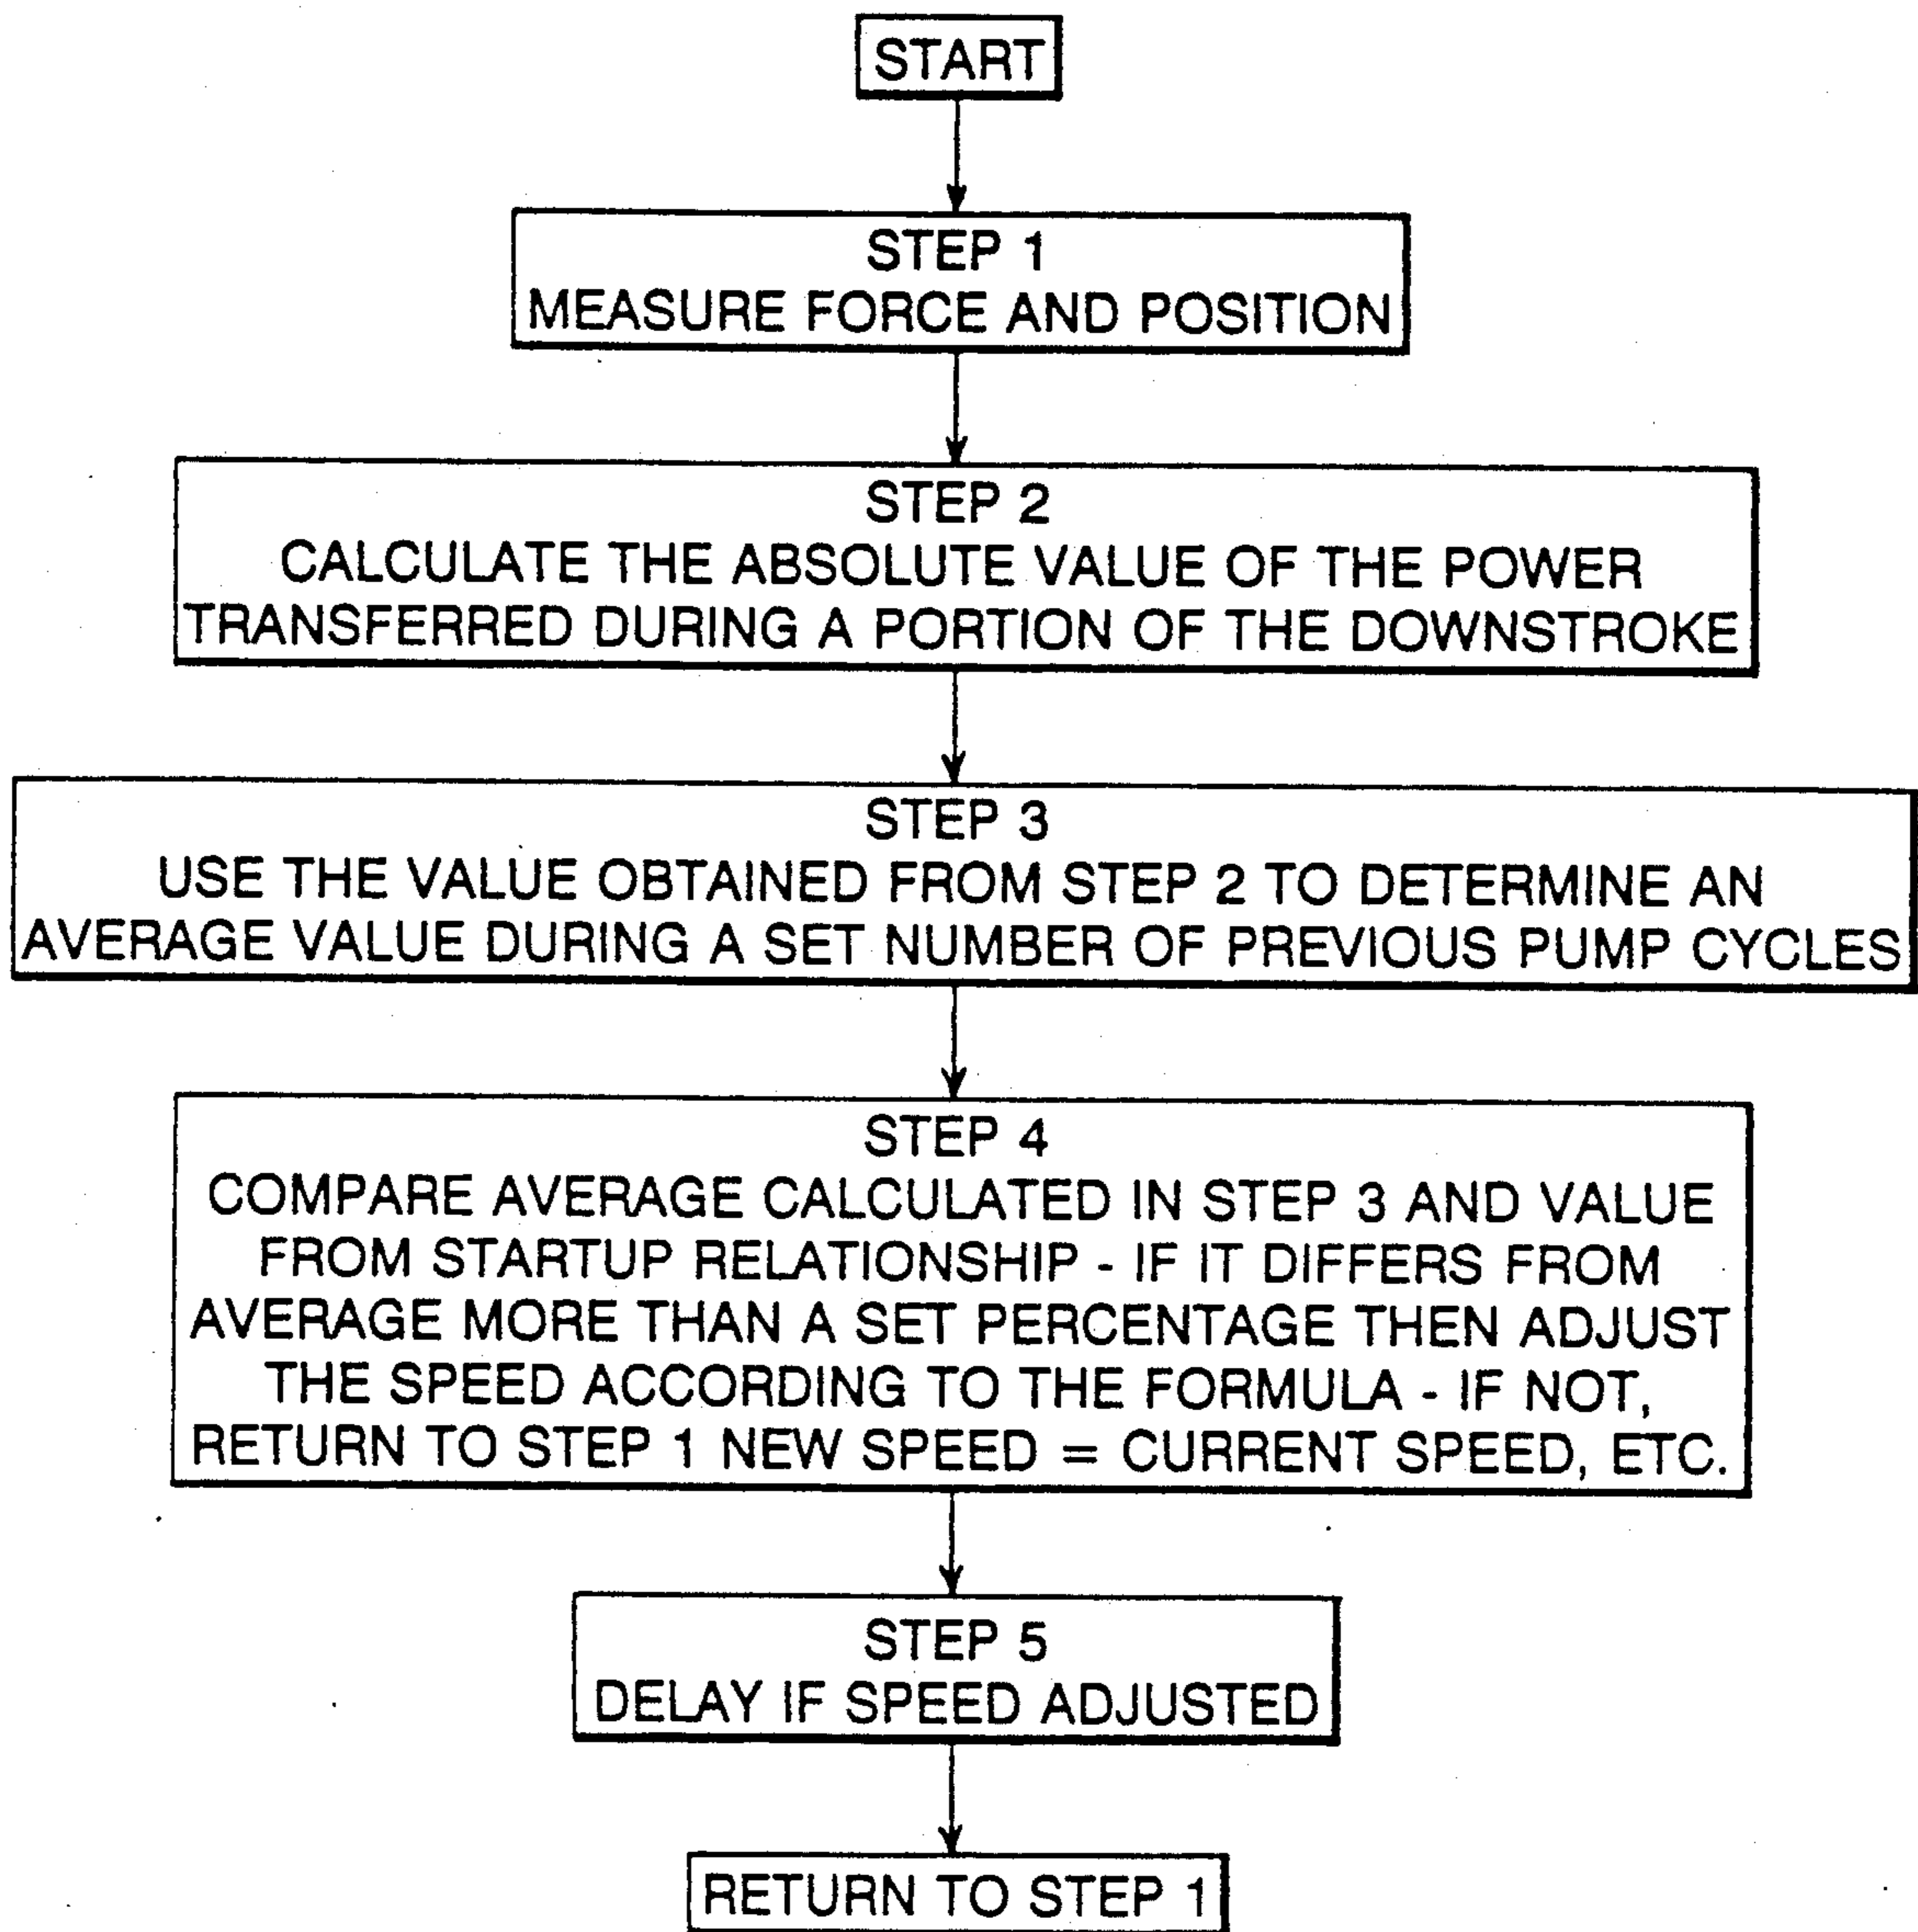 START
STEP 1
MEASURE FORCE AND POSITION
STEP 2
CALCULATE THE ABSOLUTE VALUE OF THE POWER
TRANSFERRED DURING A PORTION OF THE DOWNSTROKE
STEP 3
USE THE VALUE OBTAINED FROM STEP 2 TO DETERMINE AN
AVERAGE VALUE DURING A SET NUMBER OF PREVIOUS PUMP CYCLES
STEP 4
COMPARE AVERAGE CALCULATED IN STEP 3 AND VALUE
FROM STARTUP RELATIONSHIP - IF IT DIFFERS FROM
AVERAGE MORE THAN A SET PERCENTAGE THEN ADJUST
THE SPEED ACCORDING TO THE FORMULA - IF NOT,
RETURN TO STEP 1 NEW SPEED = CURRENT SPEED, ETC.
STEP 5
DELAY IF SPEED ADJUSTED
RETURN TO STEP 1